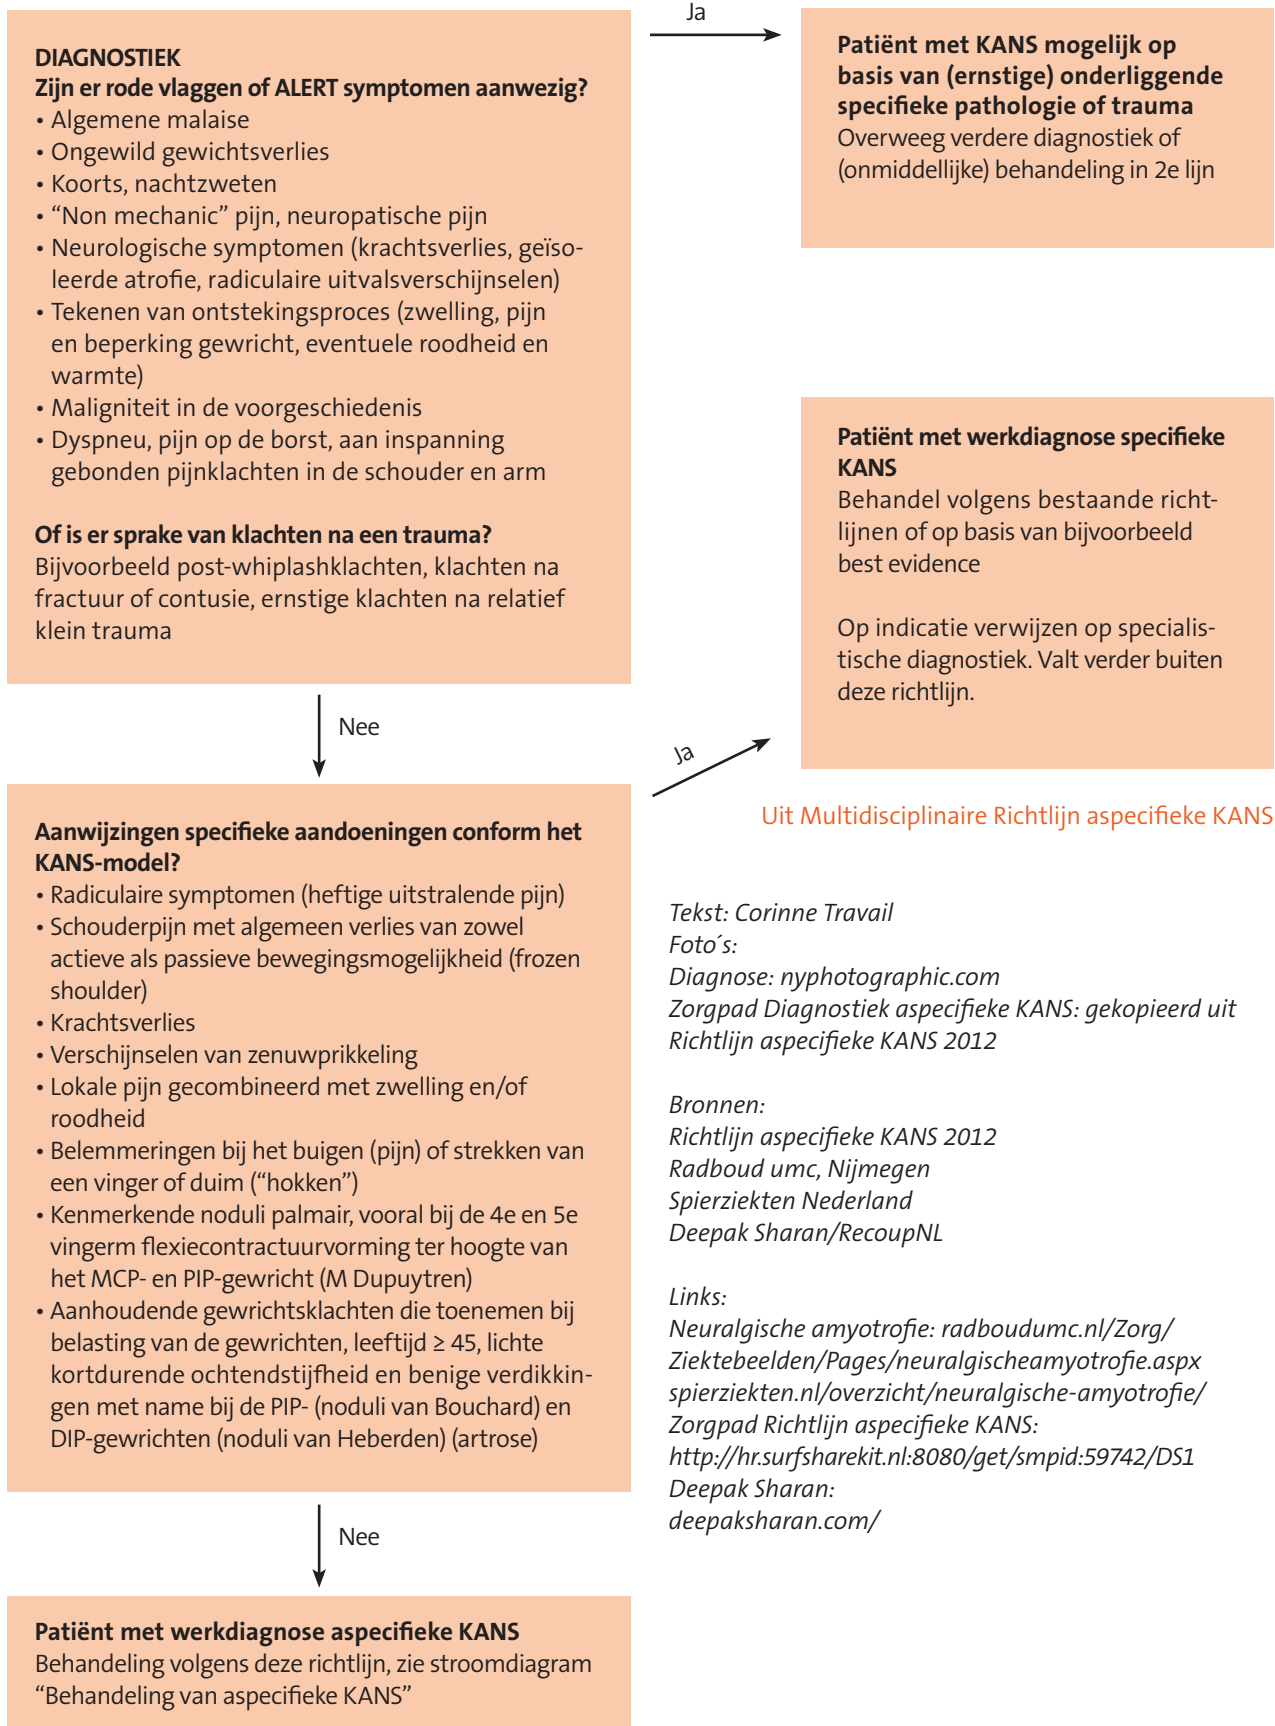 DIAGNOSTIEK
Zijn er rode vlaggen of ALERT symptomen aanwezig?
• Algemene malaise
• Ongewild gewichtsverlies
• Koorts, nachtzweten
• “Non mechanic” pijn, neuropatische pijn
• Neurologische symptomen (krachtsverlies, geïso-
leerde atrofie, radiculaire uitvalsverschijnselen)
• Tekenen van ontstekingsproces (zwelling, pijn
en beperking gewricht, eventuele roodheid en
warmte)
• Maligniteit in de voorgeschiedenis
• Dyspneu, pijn op de borst, aan inspanning
gebonden pijnklachten in de schouder en arm
Of is er sprake van klachten na een trauma?
Bijvoorbeeld post-whiplashklachten, klachten na
fractuur of contusie, ernstige klachten na relatief
klein trauma
Ja
Patiënt met KANS mogelijk op
basis van (ernstige) onderliggende
specifieke pathologie of trauma
Overweeg verdere diagnostiek of
(onmiddellijke) behandeling in 2e lijn
Nee
Aanwijzingen specifieke aandoeningen conform het
KANS-model?
• Radiculaire symptomen (heftige uitstralende pijn)
• Schouderpijn met algemeen verlies van zowel
actieve als passieve bewegingsmogelijkheid (frozen
shoulder)
• Krachtsverlies
• Verschijnselen van zenuwprikkeling
• Lokale pijn gecombineerd met zwelling en/of
roodheid
• Belemmeringen bij het buigen (pijn) of strekken van
een vinger of duim (“hokken”)
• Kenmerkende noduli palmair, vooral bij de 4e en 5e
vingerm flexiecontractuurvorming ter hoogte van
het MCP- en PIP-gewricht (M Dupuytren)
• Aanhoudende gewrichtsklachten die toenemen bij
belasting van de gewrichten, leeftijd ≥ 45, lichte
kortdurende ochtendstijfheid en benige verdikkin-
gen met name bij de PIP- (noduli van Bouchard) en
DIP-gewrichten (noduli van Heberden) (artrose)
Ja
Patiënt met werkdiagnose specifieke
KANS
Behandel volgens bestaande richt-
lijnen of op basis van bijvoorbeeld
best evidence
Op indicatie verwijzen op specialis-
tische diagnostiek. Valt verder buiten
deze richtlijn.
Nee
Patiënt met werkdiagnose aspecifieke KANS
Behandeling volgens deze richtlijn, zie stroomdiagram
“Behandeling van aspecifieke KANS”
Uit Multidisciplinaire Richtlijn aspecifieke KANS
Tekst: Corinne Travail
Foto´s:
Diagnose: nyphotographic.com
Zorgpad Diagnostiek aspecifieke KANS: gekopieerd uit
Richtlijn aspecifieke KANS 2012
Bronnen:
Richtlijn aspecifieke KANS 2012
Radboud umc, Nijmegen
Spierziekten Nederland
Deepak Sharan/RecoupNL
Links:
Neuralgische amyotrofie: radboudumc.nl/Zorg/
Ziektebeelden/Pages/neuralgischeamyotrofie.aspx
spierziekten.nl/overzicht/neuralgische-amyotrofie/
Zorgpad Richtlijn aspecifieke KANS:
http://hr.surfsharekit.nl:8080/get/smpid:59742/DS1
Deepak Sharan:
deepaksharan.com/